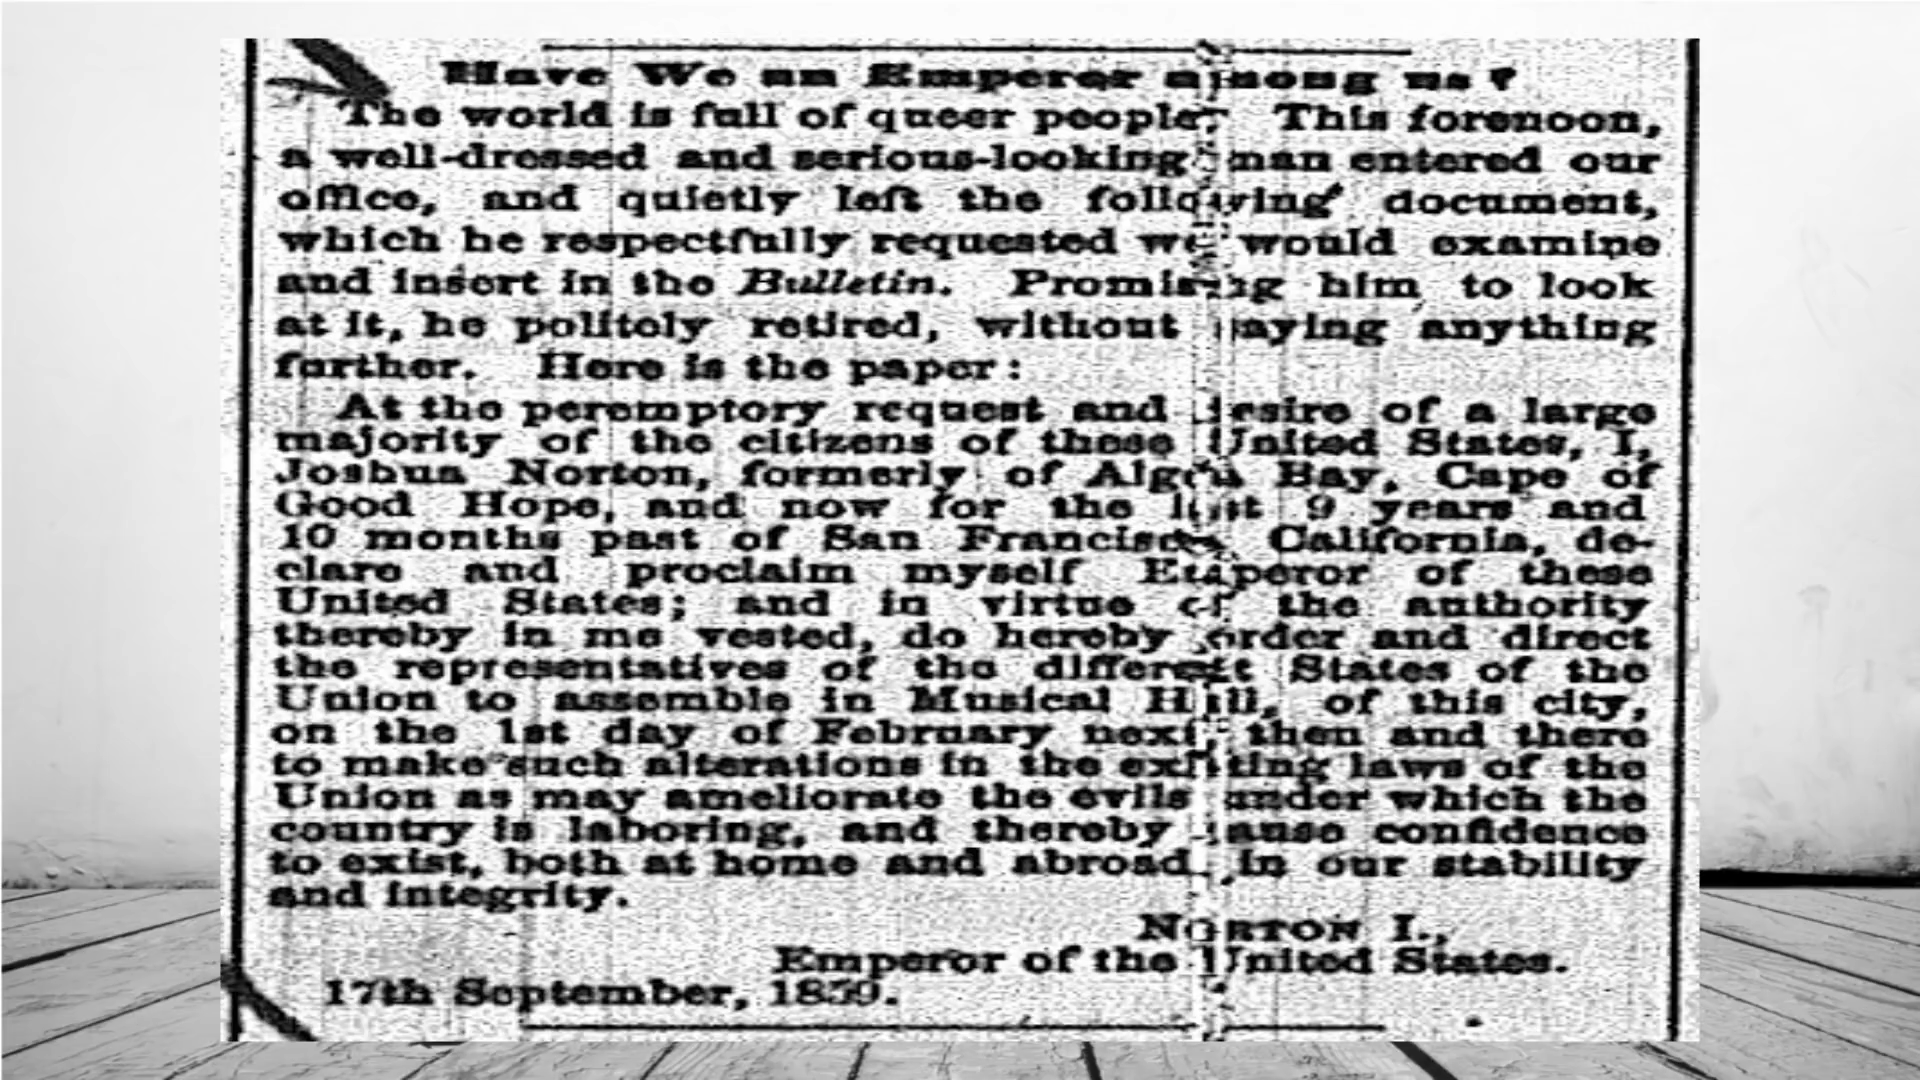 Have We an Emperor among us?
The world is full of queer people. This forenoon,
a well-dressed and serious-looking man entered our
office, and quietly left the following document,
which he respectfully requested we would examine
and insert in the Bulletin. Promising him to look
at it, he politely retired, without saying anything
further. Here is the paper:
At the peremptory request and desire of a large
majority of the citizens of these United States, I,
Joshua Norton, formerly of Algoa Bay, Cape of
Good Hope, and now for the last 9 years and
10 months past of San Francisco, California, de-
clare and proclaim myself Emperor of these
United States; and in virtue of the authority
thereby in me vested, do hereby order and direct
the representatives of the different States of the
Union to assemble in Musical Hall, of this city,
on the 1st day of February next, then and there
to make such alterations in the existing laws of the
Union as may ameliorate the evils under which the
country is laboring, and thereby cause confidence
to exist, both at home and abroad, in our stability
and integrity.
NORTON I.,
Emperor of the United States.
17th September, 1859.